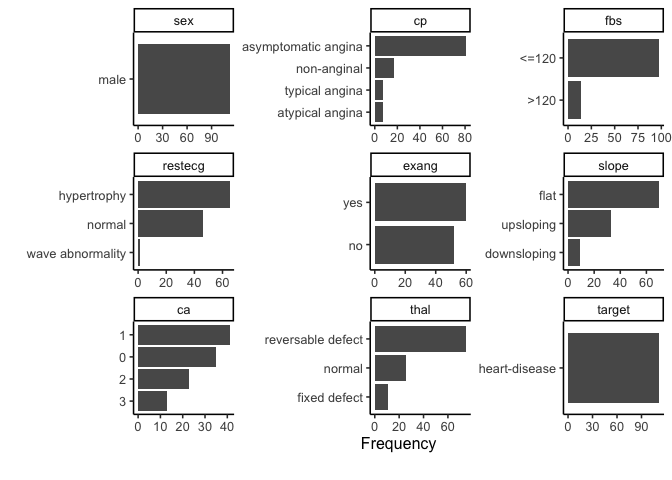 sex
male
0 30 60 90
cp
asymptomatic angina
non-anginal
typical angina
atypical angina
0 20 40 60 80
fbs
<=120
>120
0 25 50 75 100
restecg
hypertrophy
normal
wave abnormality
0 20 40 60
exang
yes
no
0 20 40 60
slope
flat
upsloping
downsloping
0 20 40 60
ca
1
0
2
3
0 10 20 30 40
thal
reversable defect
normal
fixed defect
0 20 40 60
target
heart-disease
0 30 60 90
Frequency